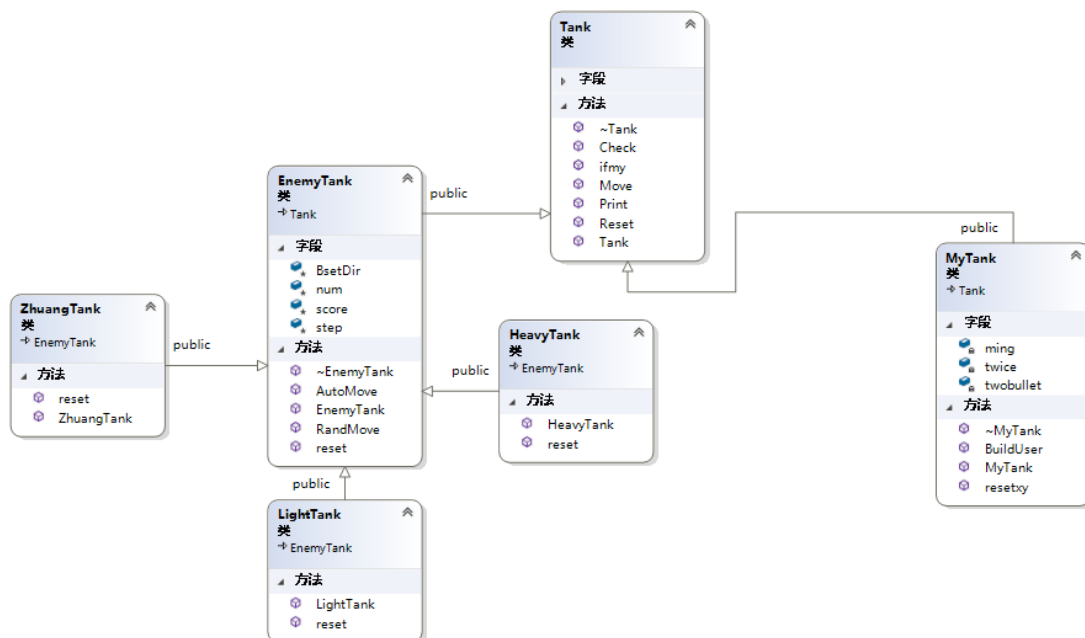 Tank
类
字段
方法
~Tank
Check
ifmy
Move
Print
Reset
Tank
EnemyTank
类
Tank
字段
BsetDir
num
score
step
方法
~EnemyTank
AutoMove
EnemyTank
RandMove
reset
public
public
MyTank
类
Tank
字段
ming
twice
twobullet
方法
~MyTank
BuildUser
MyTank
resetxy
ZhuangTank
类
EnemyTank
方法
reset
ZhuangTank
public
HeavyTank
类
EnemyTank
方法
HeavyTank
reset
public
public
LightTank
类
EnemyTank
方法
LightTank
reset